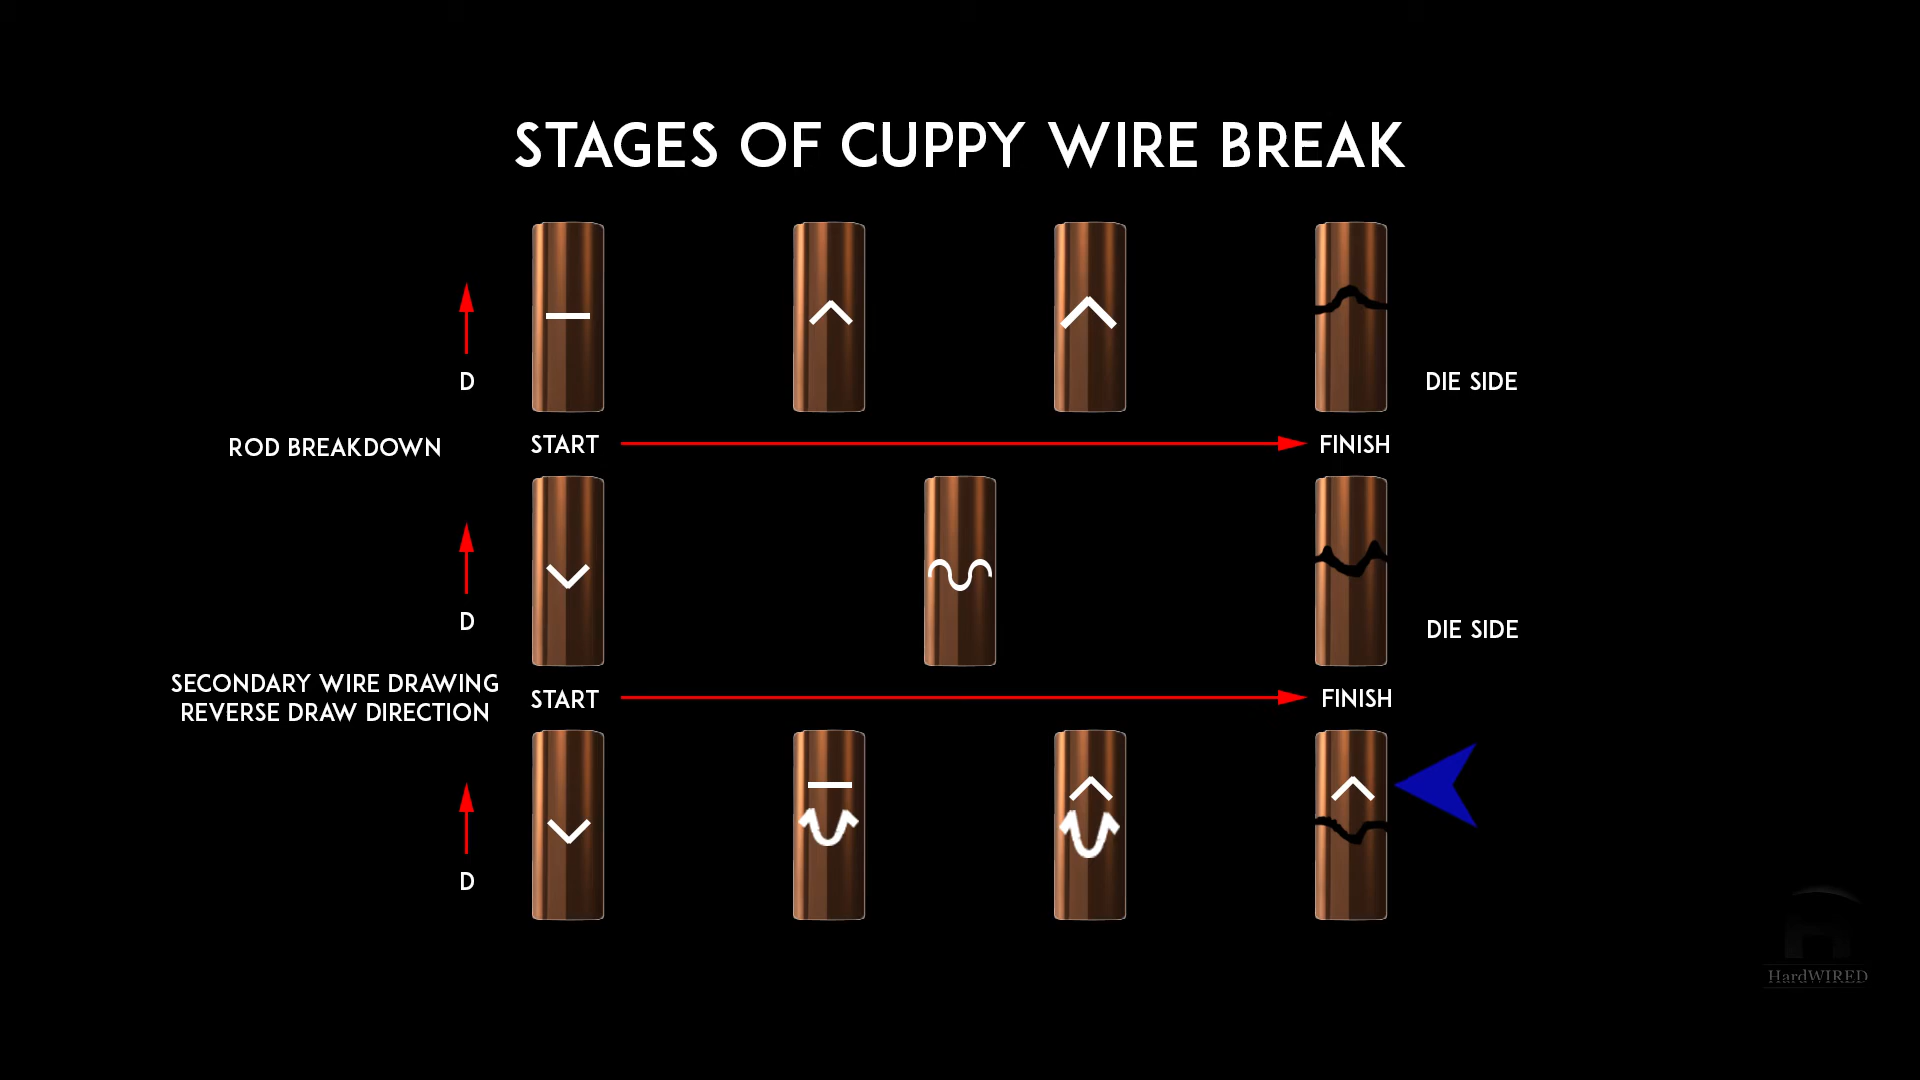 STAGES OF CUPPY WIRE BREAK
D
DIE SIDE
ROD BREAKDOWN
START
FINISH
D
DIE SIDE
SECONDARY WIRE DRAWING
REVERSE DRAW DIRECTION
START
FINISH
D
HardWIRED